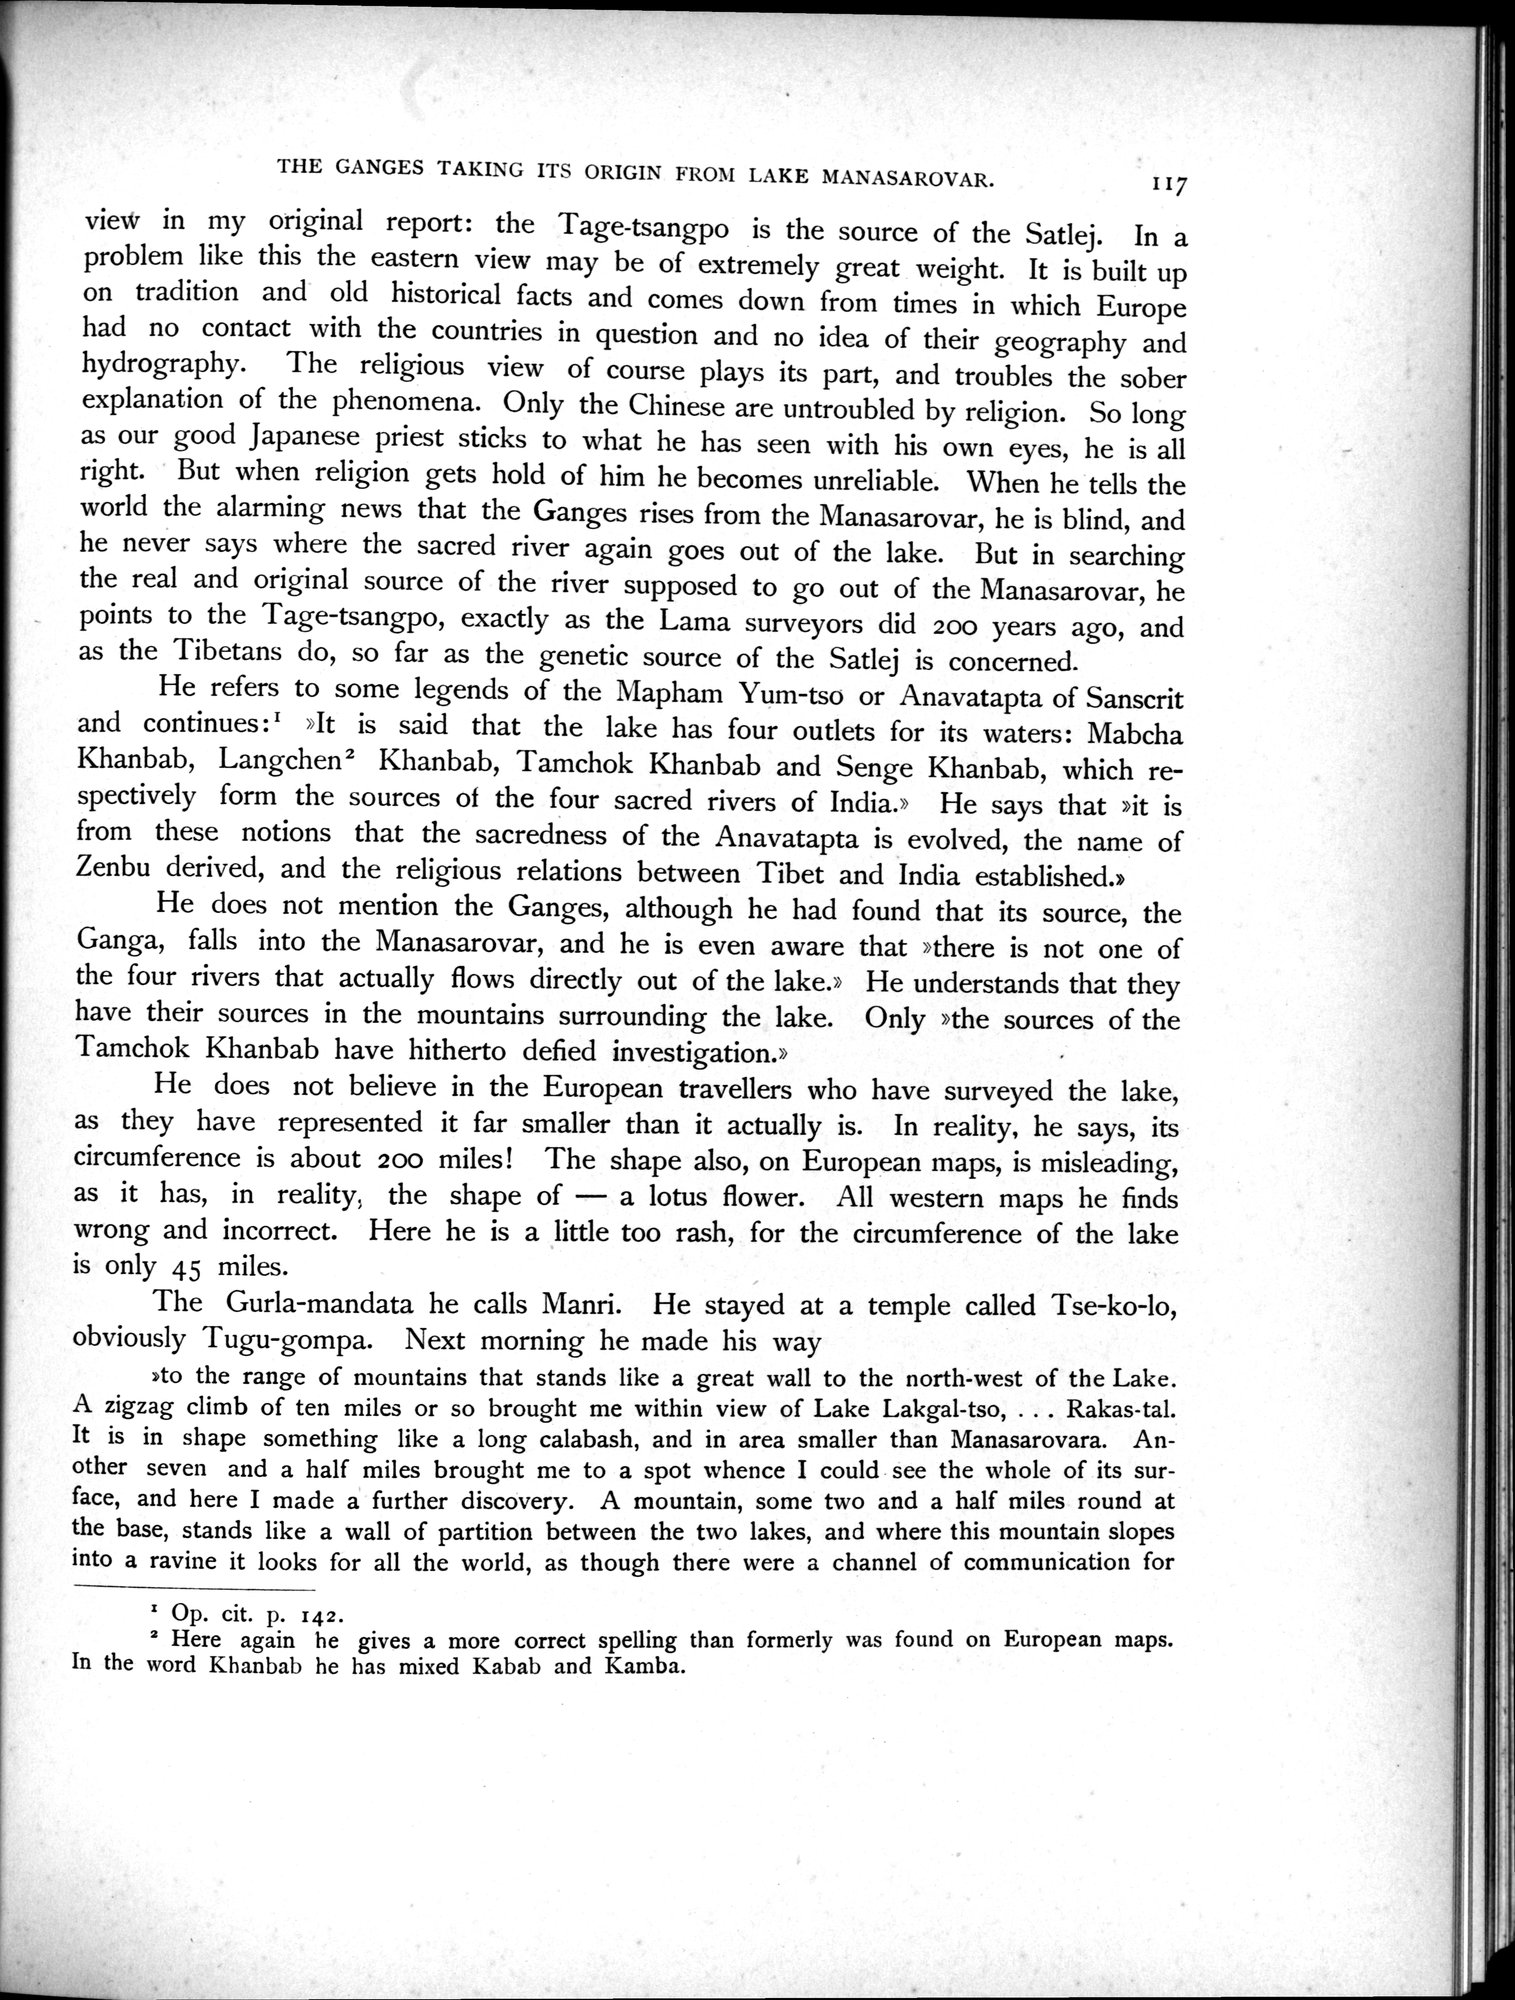 THE GANGES TAKING ITS ORIGIN FROM LAKE MANASAROVAR. 117
view in my original report: the Tage-tsangpo is the source of the Satlej. In a
problem like this the eastern view may be of extremely great weight. It is built up
on tradition and old historical facts and comes down from times in which Europe
had no contact with the countries in question and no idea of their geography and
hydrography. The religious view of course plays its part, and troubles the sober
explanation of the phenomena. Only the Chinese are untroubled by religion. So long
as our good Japanese priest sticks to what he has seen with his own eyes, he is all
right. But when religion gets hold of him he becomes unreliable. When he tells the
world the alarming news that the Ganges rises from the Manasarovar, he is blind, and
he never says where the sacred river again goes out of the lake. But in searching
the real and original source of the river supposed to go out of the Manasarovar, he
points to the Tage-tsangpo, exactly as the Lama surveyors did 200 years ago, and
as the Tibetans do, so far as the genetic source of the Satlej is concerned.
He refers to some legends of the Mapham Yum-tso or Anavatapta of Sanscrit
and continues:¹ »It is said that the lake has four outlets for its waters: Mabcha
Khanbab, Langchen² Khanbab, Tamchok Khanbab and Senge Khanbab, which re-
spectively form the sources of the four sacred rivers of India.» He says that »it is
from these notions that the sacredness of the Anavatapta is evolved, the name of
Zenbu derived, and the religious relations between Tibet and India established.»
He does not mention the Ganges, although he had found that its source, the
Ganga, falls into the Manasarovar, and he is even aware that »there is not one of
the four rivers that actually flows directly out of the lake.» He understands that they
have their sources in the mountains surrounding the lake. Only »the sources of the
Tamchok Khanbab have hitherto defied investigation.»
He does not believe in the European travellers who have surveyed the lake,
as they have represented it far smaller than it actually is. In reality, he says, its
circumference is about 200 miles! The shape also, on European maps, is misleading,
as it has, in reality, the shape of — a lotus flower. All western maps he finds
wrong and incorrect. Here he is a little too rash, for the circumference of the lake
is only 45 miles.
The Gurla-mandata he calls Manri. He stayed at a temple called Tse-ko-lo,
obviously Tugu-gompa. Next morning he made his way
»to the range of mountains that stands like a great wall to the north-west of the Lake.
A zigzag climb of ten miles or so brought me within view of Lake Lakgal-tso, . . . Rakas-tal.
It is in shape something like a long calabash, and in area smaller than Manasarovara. An-
other seven and a half miles brought me to a spot whence I could see the whole of its sur-
face, and here I made a further discovery. A mountain, some two and a half miles round at
the base, stands like a wall of partition between the two lakes, and where this mountain slopes
into a ravine it looks for all the world, as though there were a channel of communication for
¹ Op. cit. p. 142.
² Here again he gives a more correct spelling than formerly was found on European maps.
In the word Khanbab he has mixed Kabab and Kamba.